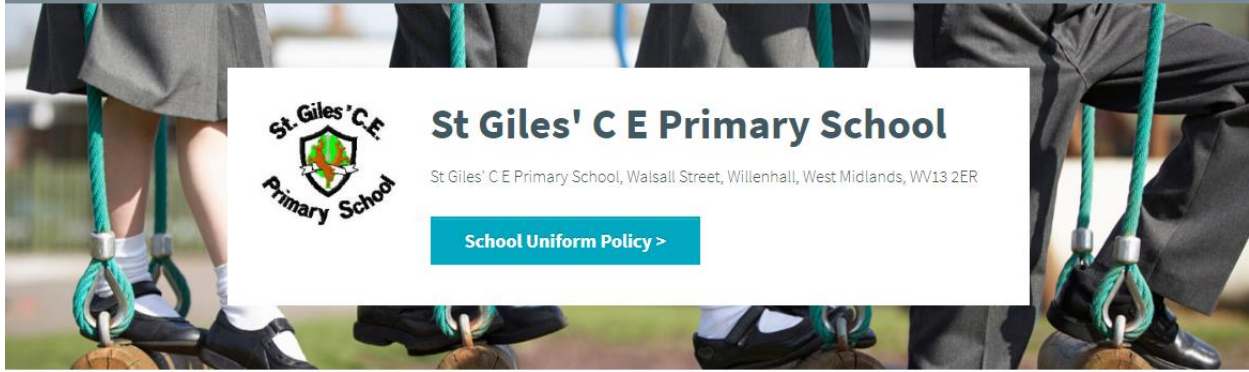 St. Giles' C.E.
Primary School
St Giles' C E Primary School
St Giles' C E Primary School, Walsall Street, Willenhall, West Midlands, WV13 2ER
School Uniform Policy >